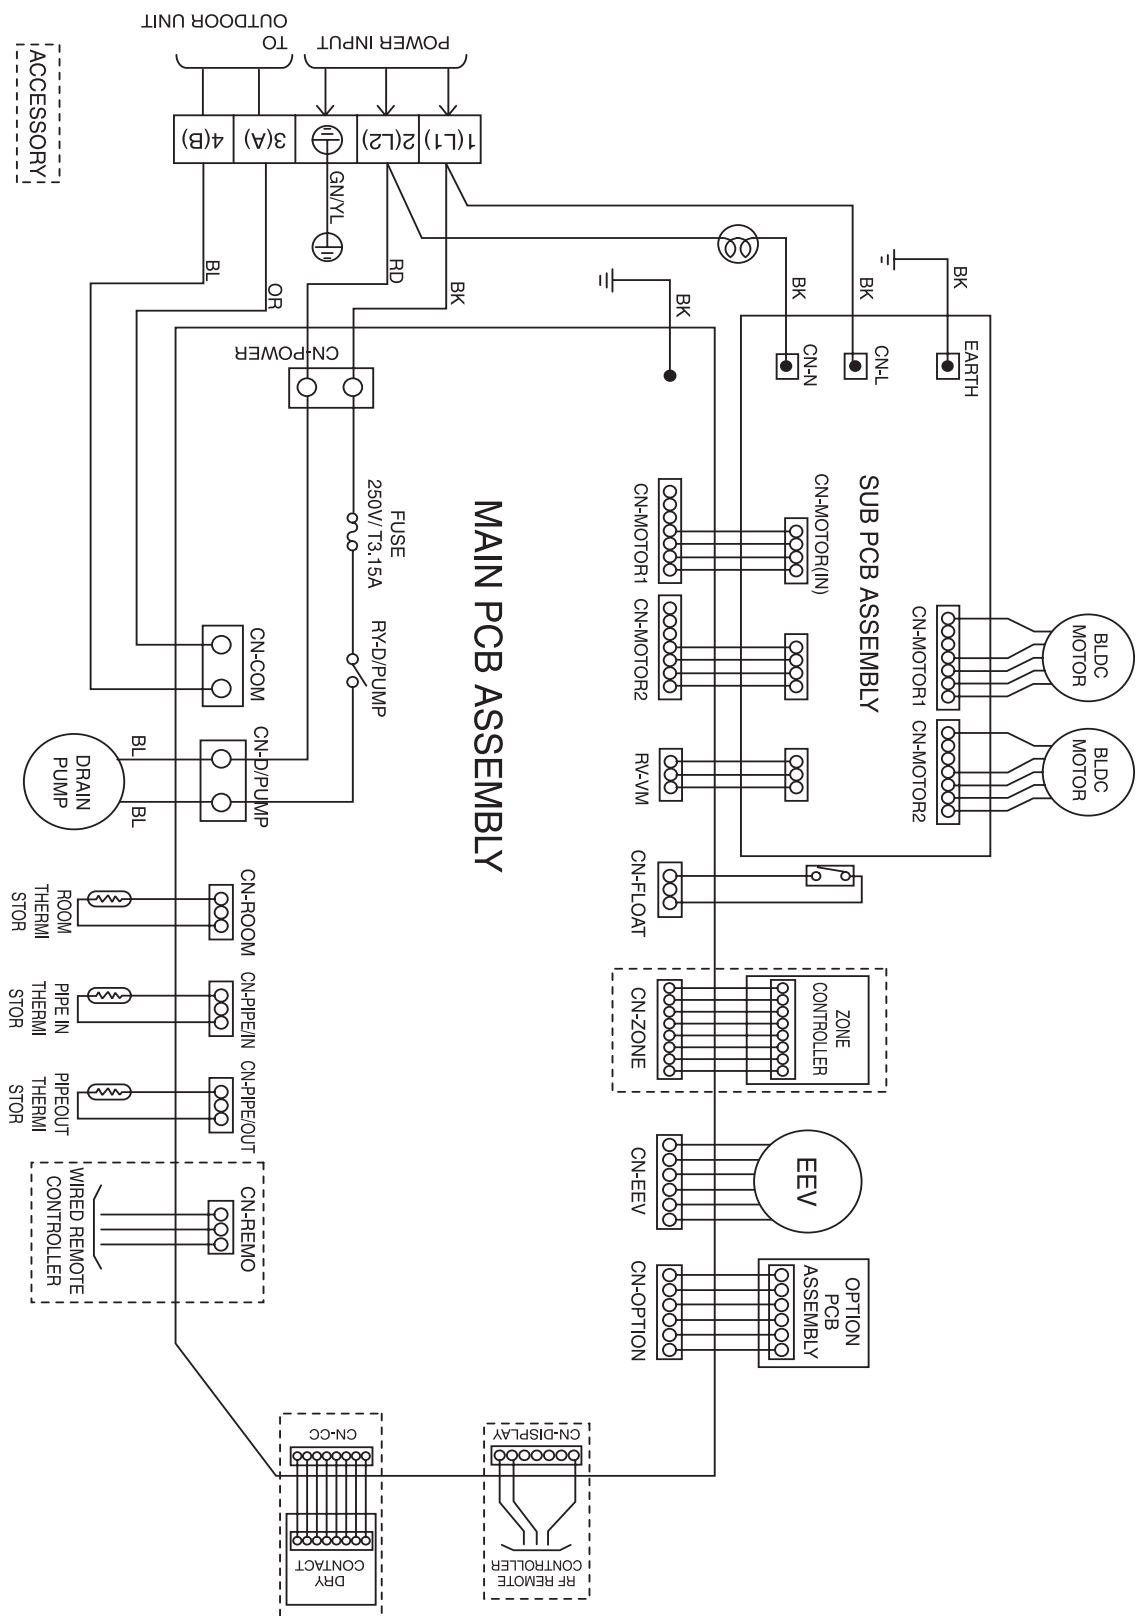 ACCESSORY
TO
OUTDOOR UNIT
POWER INPUT
4(B)
3(A)
2(L2)
1(L1)
GN/YL
BL
OR
RD
BK
BK
BK
BK
BK
CN-POWER
CN-N
CN-L
EARTH
FUSE
250V/ T3.15A
RY-D/PUMP
MAIN PCB ASSEMBLY
SUB PCB ASSEMBLY
CN-MOTOR(IN)
CN-MOTOR1
CN-MOTOR2
RV-VM
CN-FLOAT
CN-MOTOR1
CN-MOTOR2
BLDC
MOTOR
BLDC
MOTOR
CN-COM
CN-D/PUMP
BL
BL
DRAIN
PUMP
CN-ROOM
ROOM
THERMI
STOR
CN-PIPE/IN
PIPE IN
THERMI
STOR
CN-PIPE/OUT
PIPEOUT
THERMI
STOR
CN-REMO
WIRED REMOTE
CONTROLLER
CN-ZONE
ZONE
CONTROLLER
CN-EEV
EEV
CN-OPTION
OPTION
PCB
ASSEMBLY
CN-CC
DRY
CONTACT
CN-DISPLAY
RF REMOTE
CONTROLLER